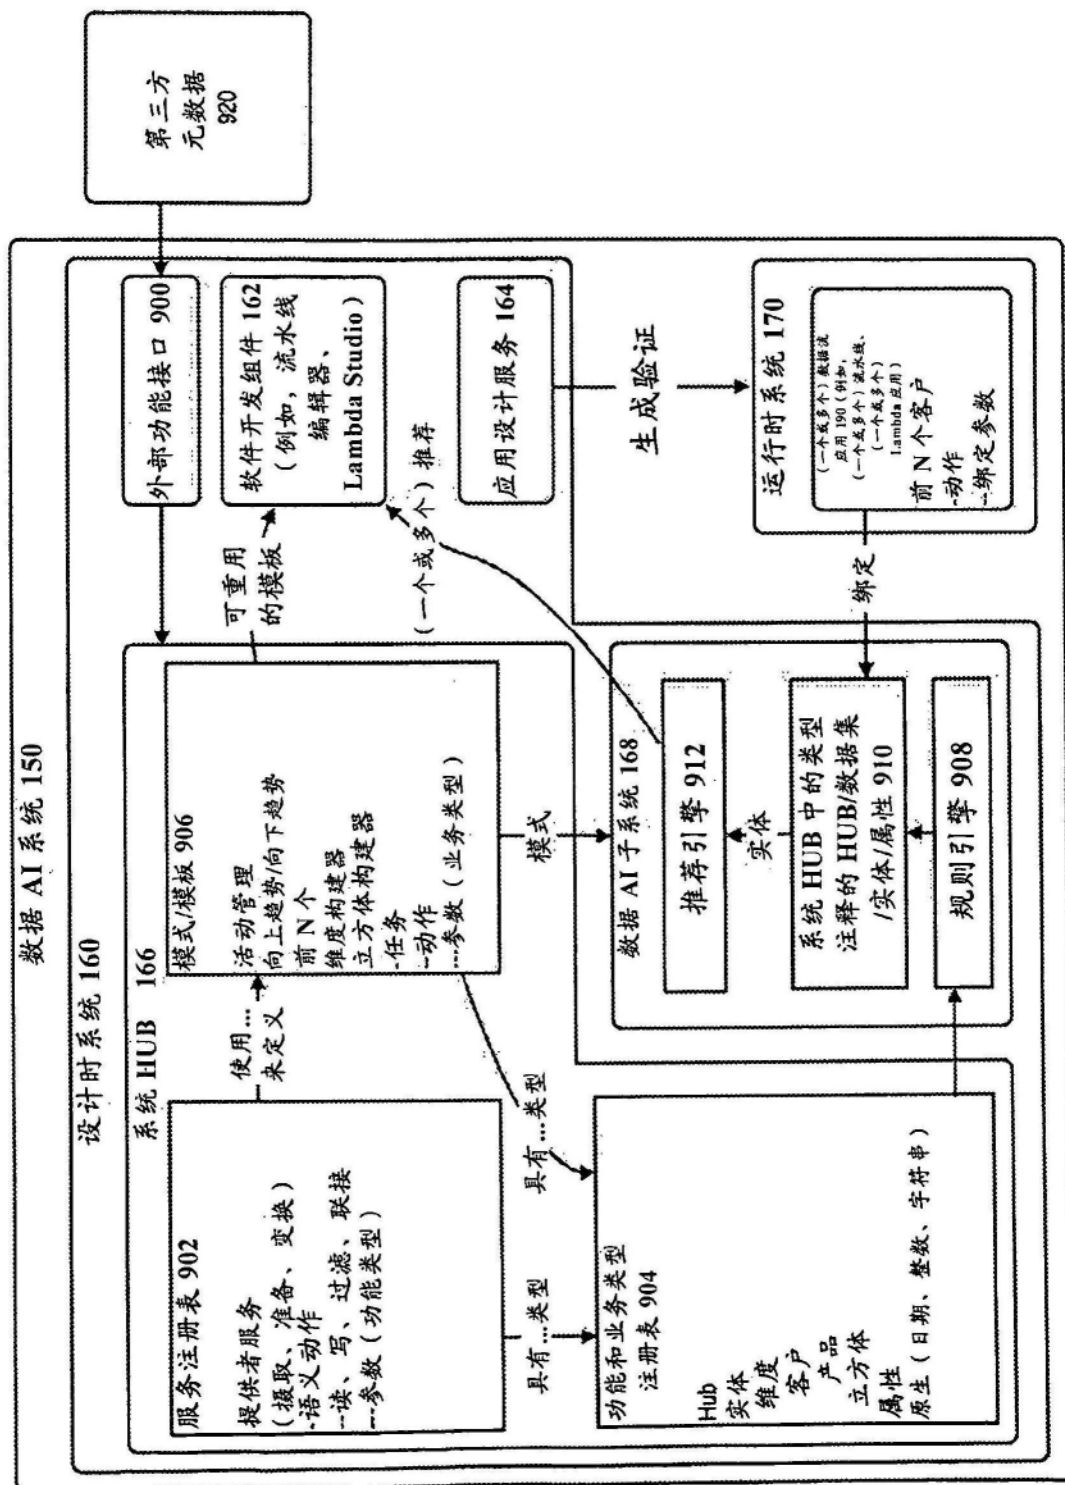 数据 AI 系统 150
设计时系统 160
系统 HUB 166
服务注册表 902
提供者服务
(摄取、准备、变换)
-语义动作
--读、写、过滤、联接
---参数(功能类型)
使用...
来定义
模式/模板 906
活动管理
向上趋势/向下趋势
前 N 个
维度构建器
立方体构建器
-任务
--动作
---参数(业务类型)
可重用
的模板
外部功能接口 900
第三方
元数据
920
软件开发组件 162
(例如,流水线
编辑器、
Lambda Studio)
(一个或多个)推荐
应用设计服务 164
具有...类型
具有...类型
功能和业务类型
注册表 904
Hub
实体
维度
客户
产品
立方体
属性
原生(日期、整数、字符串)
模式
数据 AI 子系统 168
推荐引擎 912
实体
系统 HUB 中的类型
注释的 HUB/数据集
/实体/属性 910
规则引擎 908
生成验证
绑定
运行时系统 170
(一个或多个)数据流
应用 190(例如,
(一个或多个)流水线、
(一个或多个)
Lambda 应用)
前 N 个客户
-动作
--绑定参数